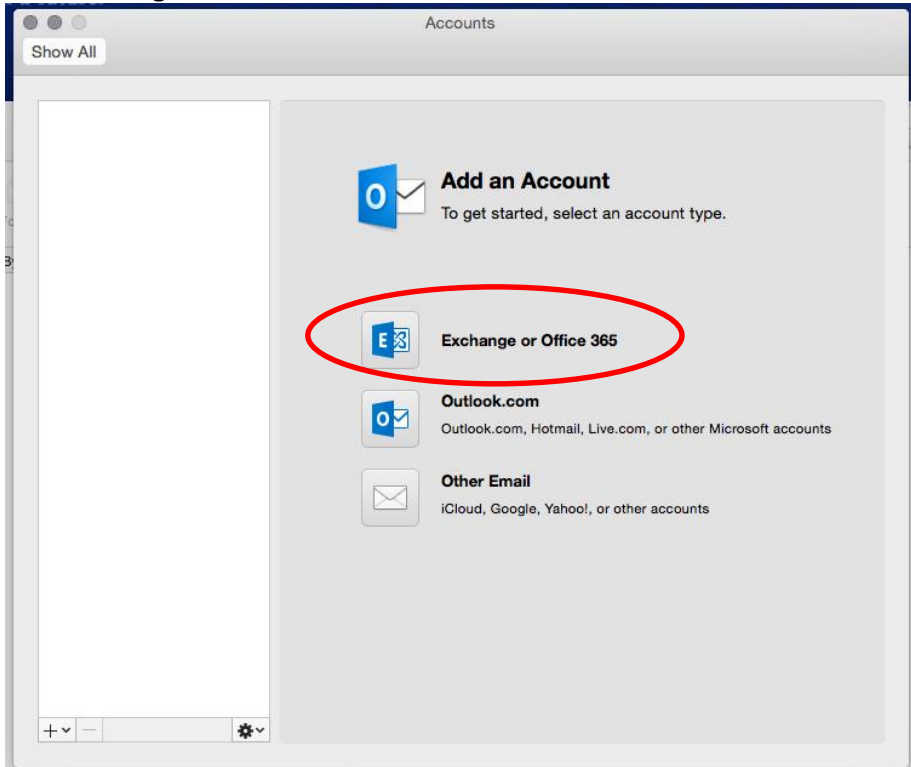 Accounts
Show All
Add an Account
To get started, select an account type.
Exchange or Office 365
Outlook.com
Outlook.com, Hotmail, Live.com, or other Microsoft accounts
Other Email
iCloud, Google, Yahoo!, or other accounts